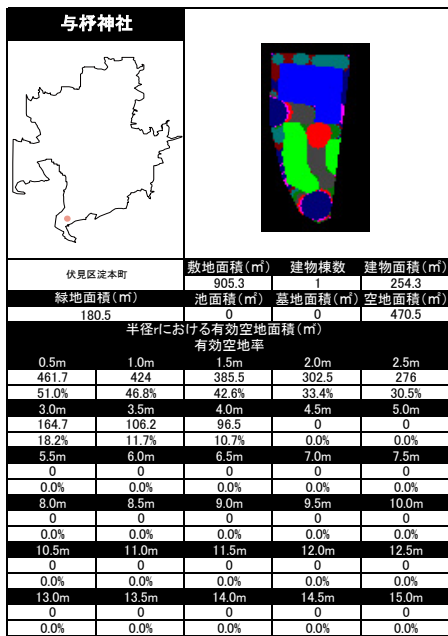 与杼神社
伏見区淀本町
敷地面積(㎡) 建物棟数 建物面積(㎡)
905.3 1 254.3
緑地面積(㎡) 池面積(㎡) 墓地面積(㎡) 空地面積(㎡)
180.5 0 0 470.5
半径rにおける有効空地面積(㎡)
有効空地率
0.5m 1.0m 1.5m 2.0m 2.5m
461.7 424 385.5 302.5 276
51.0% 46.8% 42.6% 33.4% 30.5%
3.0m 3.5m 4.0m 4.5m 5.0m
164.7 106.2 96.5 0 0
18.2% 11.7% 10.7% 0.0% 0.0%
5.5m 6.0m 6.5m 7.0m 7.5m
0 0 0 0 0
0.0% 0.0% 0.0% 0.0% 0.0%
8.0m 8.5m 9.0m 9.5m 10.0m
0 0 0 0 0
0.0% 0.0% 0.0% 0.0% 0.0%
10.5m 11.0m 11.5m 12.0m 12.5m
0 0 0 0 0
0.0% 0.0% 0.0% 0.0% 0.0%
13.0m 13.5m 14.0m 14.5m 15.0m
0 0 0 0 0
0.0% 0.0% 0.0% 0.0% 0.0%